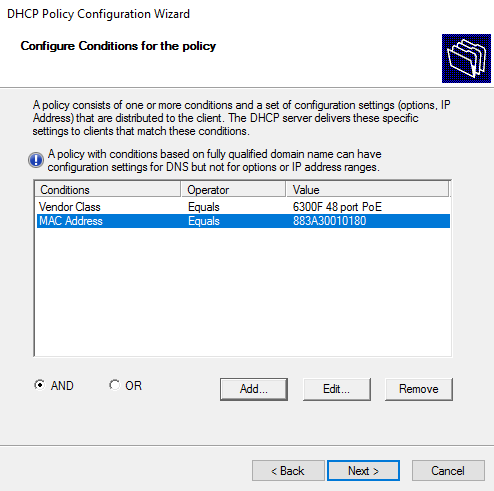 DHCP Policy Configuration Wizard
Configure Conditions for the policy
A policy consists of one or more conditions and a set of configuration settings (options, IP
Address) that are distributed to the client. The DHCP server delivers these specific
settings to clients that match these conditions.
A policy with conditions based on fully qualified domain name can have
configuration settings for DNS but not for options or IP address ranges.
Conditions Operator Value
Vendor Class Equals 6300F 48 port PoE
MAC Address Equals 883A30010180
AND OR Add... Edit... Remove
< Back Next > Cancel